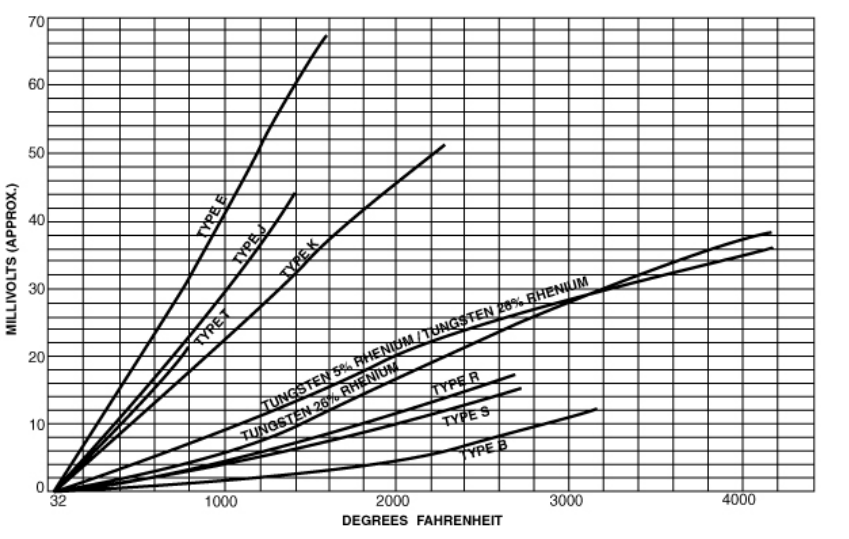 70
60
50
40
30
20
10
0
MILLIVOLTS (APPROX.)
TYPE E
TYPE J
TYPE K
TYPE T
TUNGSTEN 5% RHENIUM / TUNGSTEN 26% RHENIUM
TUNGSTEN 26% RHENIUM
TYPE R
TYPE S
TYPE B
32 1000 2000 3000 4000
DEGREES FAHRENHEIT